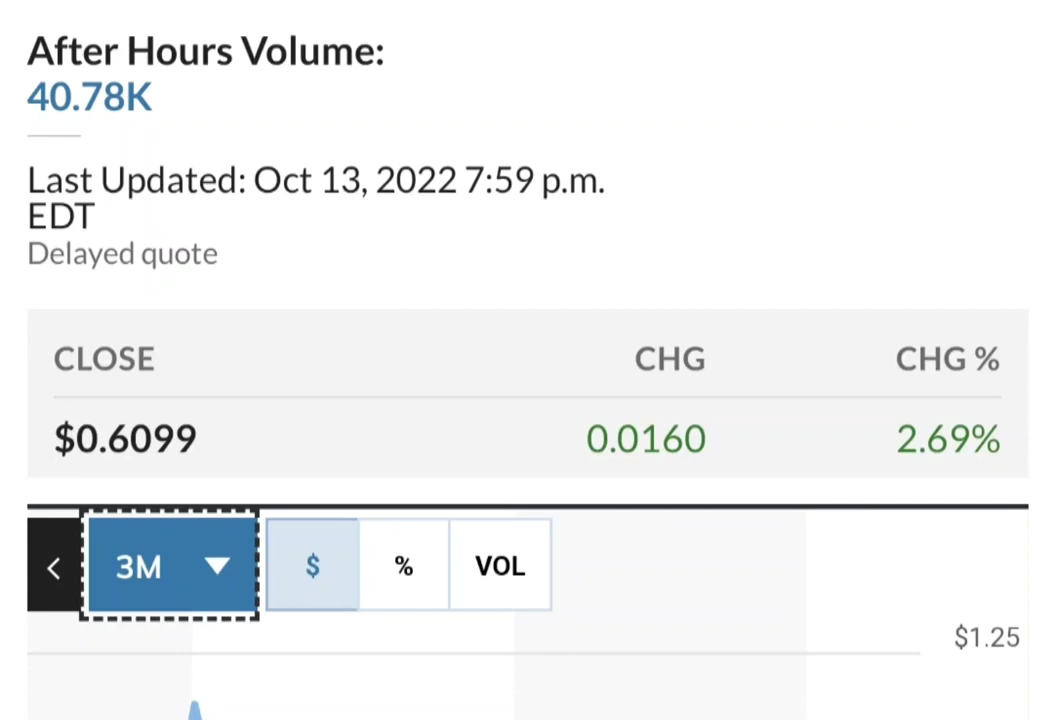 After Hours Volume:
40.78K
Last Updated: Oct 13, 2022 7:59 p.m.
EDT
Delayed quote
CLOSE CHG CHG %
$0.6099 0.0160 2.69%
3M $ % VOL
$1.25